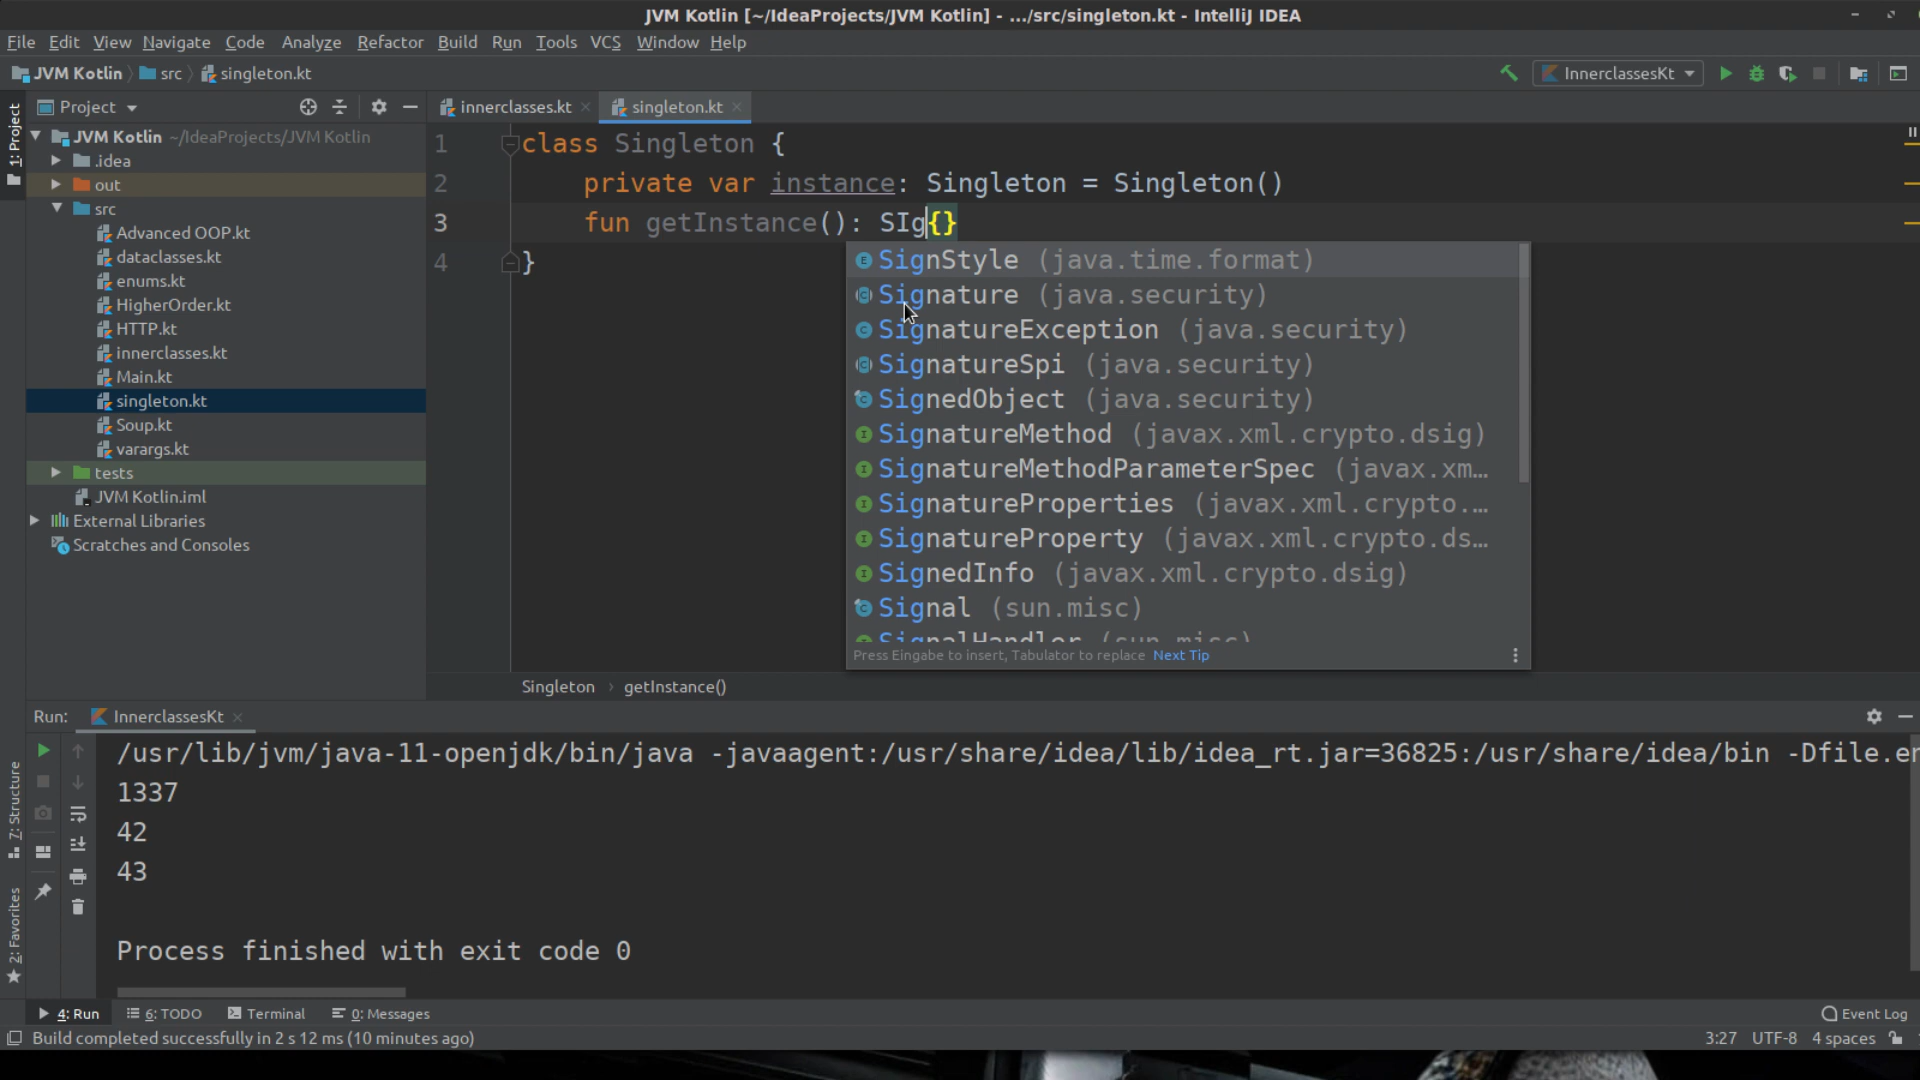 JVM Kotlin [~/IdeaProjects/JVM Kotlin] - .../src/singleton.kt - IntelliJ IDEA
File Edit View Navigate Code Analyze Refactor Build Run Tools VCS Window Help
JVM Kotlin src singleton.kt InnerclassesKt
1: Project
Project
JVM Kotlin ~/IdeaProjects/JVM Kotlin
.idea
out
src
Advanced OOP.kt
dataclasses.kt
enums.kt
HigherOrder.kt
HTTP.kt
innerclasses.kt
Main.kt
singleton.kt
Soup.kt
varargs.kt
tests
JVM Kotlin.iml
External Libraries
Scratches and Consoles
innerclasses.kt singleton.kt
1 class Singleton {
2 private var instance: Singleton = Singleton()
3 fun getInstance(): SIg{}
4 }
SignStyle (java.time.format)
Signature (java.security)
SignatureException (java.security)
SignatureSpi (java.security)
SignedObject (java.security)
SignatureMethod (javax.xml.crypto.dsig)
SignatureMethodParameterSpec (javax.xm...
SignatureProperties (javax.xml.crypto....
SignatureProperty (javax.xml.crypto.ds...
SignedInfo (javax.xml.crypto.dsig)
Signal (sun.misc)
SignalHandler (sun.misc)
Press Eingabe to insert, Tabulator to replace Next Tip
Singleton › getInstance()
Run: InnerclassesKt
/usr/lib/jvm/java-11-openjdk/bin/java -javaagent:/usr/share/idea/lib/idea_rt.jar=36825:/usr/share/idea/bin -Dfile.en
1337
42
43
Process finished with exit code 0
7: Structure
2: Favorites
4: Run 6: TODO Terminal 0: Messages Event Log
Build completed successfully in 2 s 12 ms (10 minutes ago) 3:27 UTF-8 4 spaces